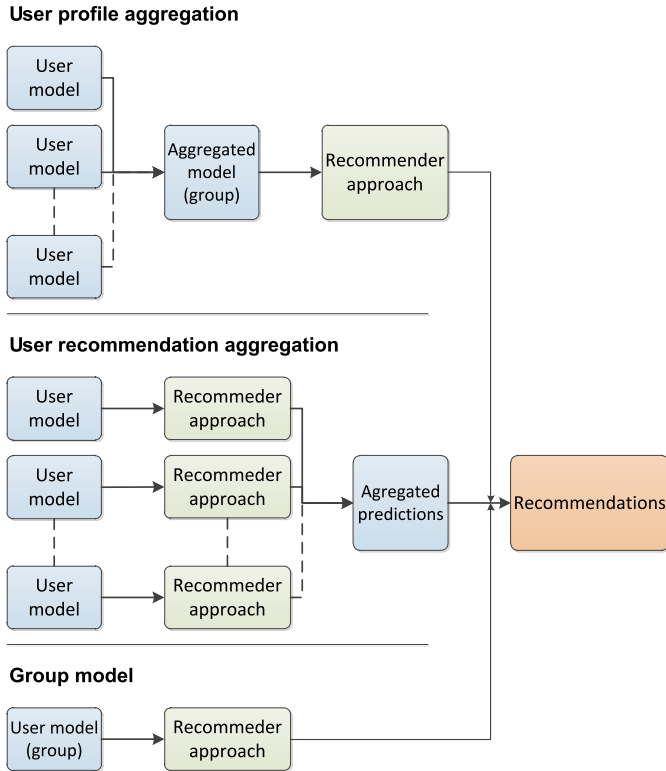 User profile aggregation
User
model
User
model
User
model
Aggregated
model
(group)
Recommender
approach
User recommendation aggregation
User
model
Recommeder
approach
User
model
Recommeder
approach
User
model
Recommeder
approach
Agregated
predictions
Recommendations
Group model
User model
(group)
Recommeder
approach